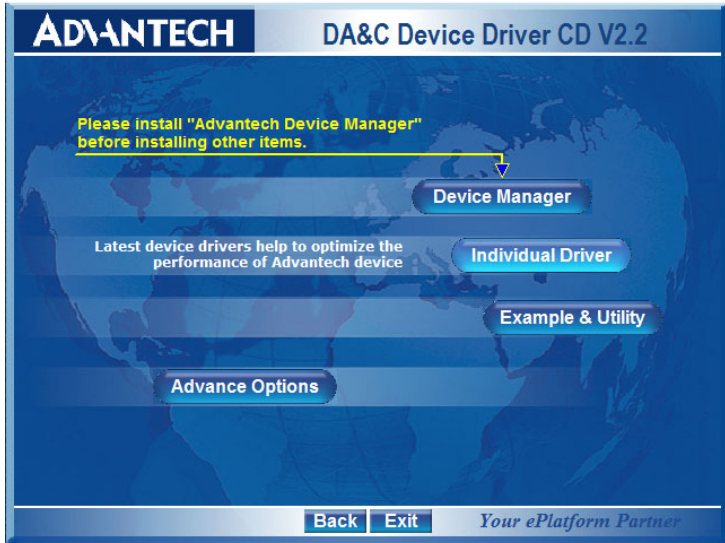 ADVANTECH
DA&C Device Driver CD V2.2
Please install "Advantech Device Manager"
before installing other items.
Device Manager
Latest device drivers help to optimize the
performance of Advantech device
Individual Driver
Example & Utility
Advance Options
Back Exit Your ePlatform Partner